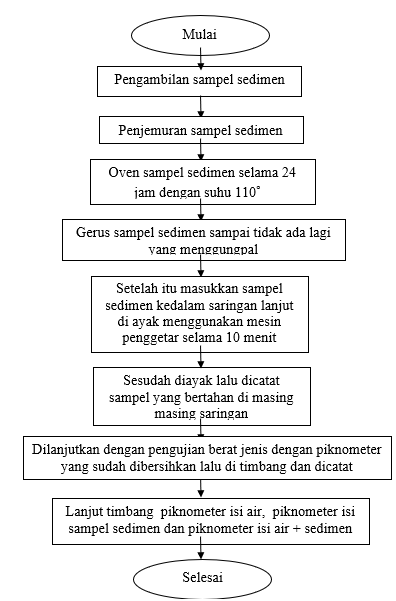 Mulai
Pengambilan sampel sedimen
Penjemuran sampel sedimen
Oven sampel sedimen selama 24
jam dengan suhu 110˚
Gerus sampel sedimen sampai tidak ada lagi
yang menggungpal
Setelah itu masukkan sampel
sedimen kedalam saringan lanjut
di ayak menggunakan mesin
penggetar selama 10 menit
Sesudah diayak lalu dicatat
sampel yang bertahan di masing
masing saringan
Dilanjutkan dengan pengujian berat jenis dengan piknometer
yang sudah dibersihkan lalu di timbang dan dicatat
Lanjut timbang piknometer isi air, piknometer isi
sampel sedimen dan piknometer isi air + sedimen
Selesai